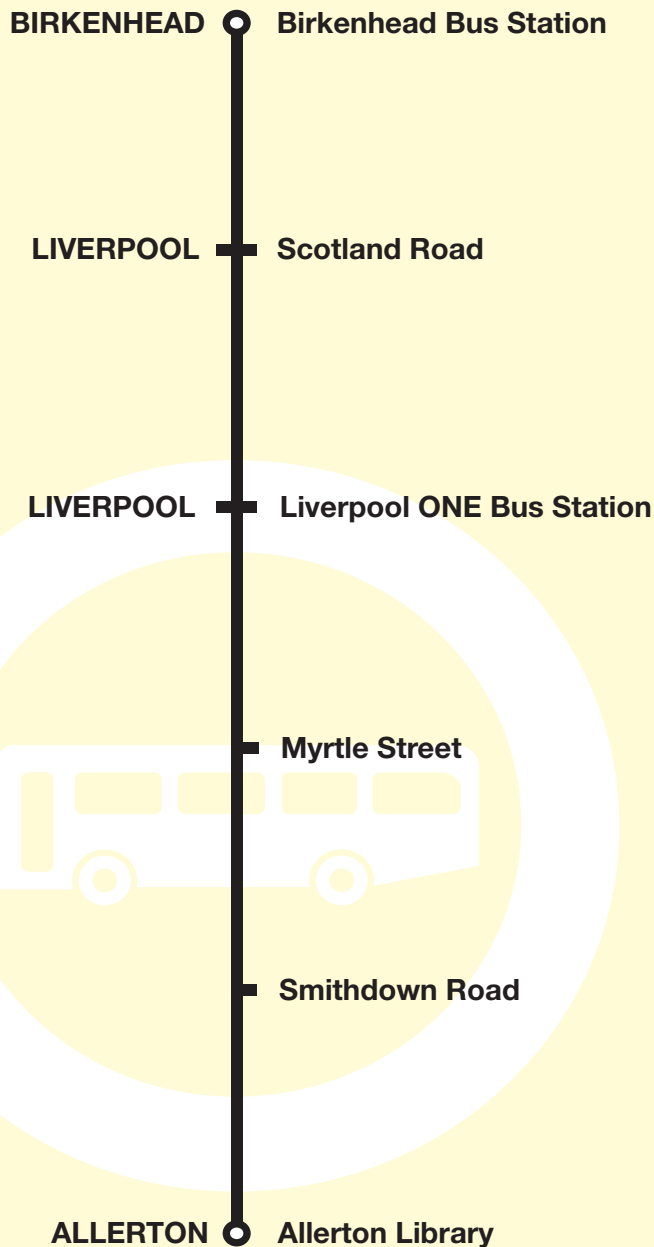 BIRKENHEAD Birkenhead Bus Station
LIVERPOOL Scotland Road
LIVERPOOL Liverpool ONE Bus Station
Myrtle Street
Smithdown Road
ALLERTON Allerton Library